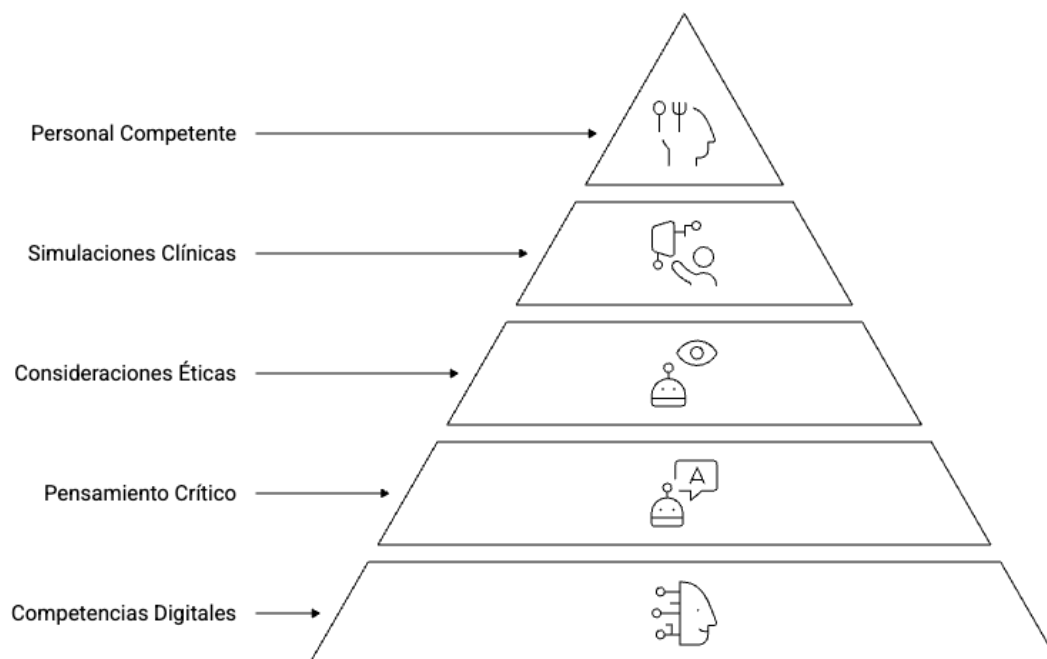 Personal Competente
Simulaciones Clínicas
Consideraciones Éticas
A
Pensamiento Crítico
Competencias Digitales